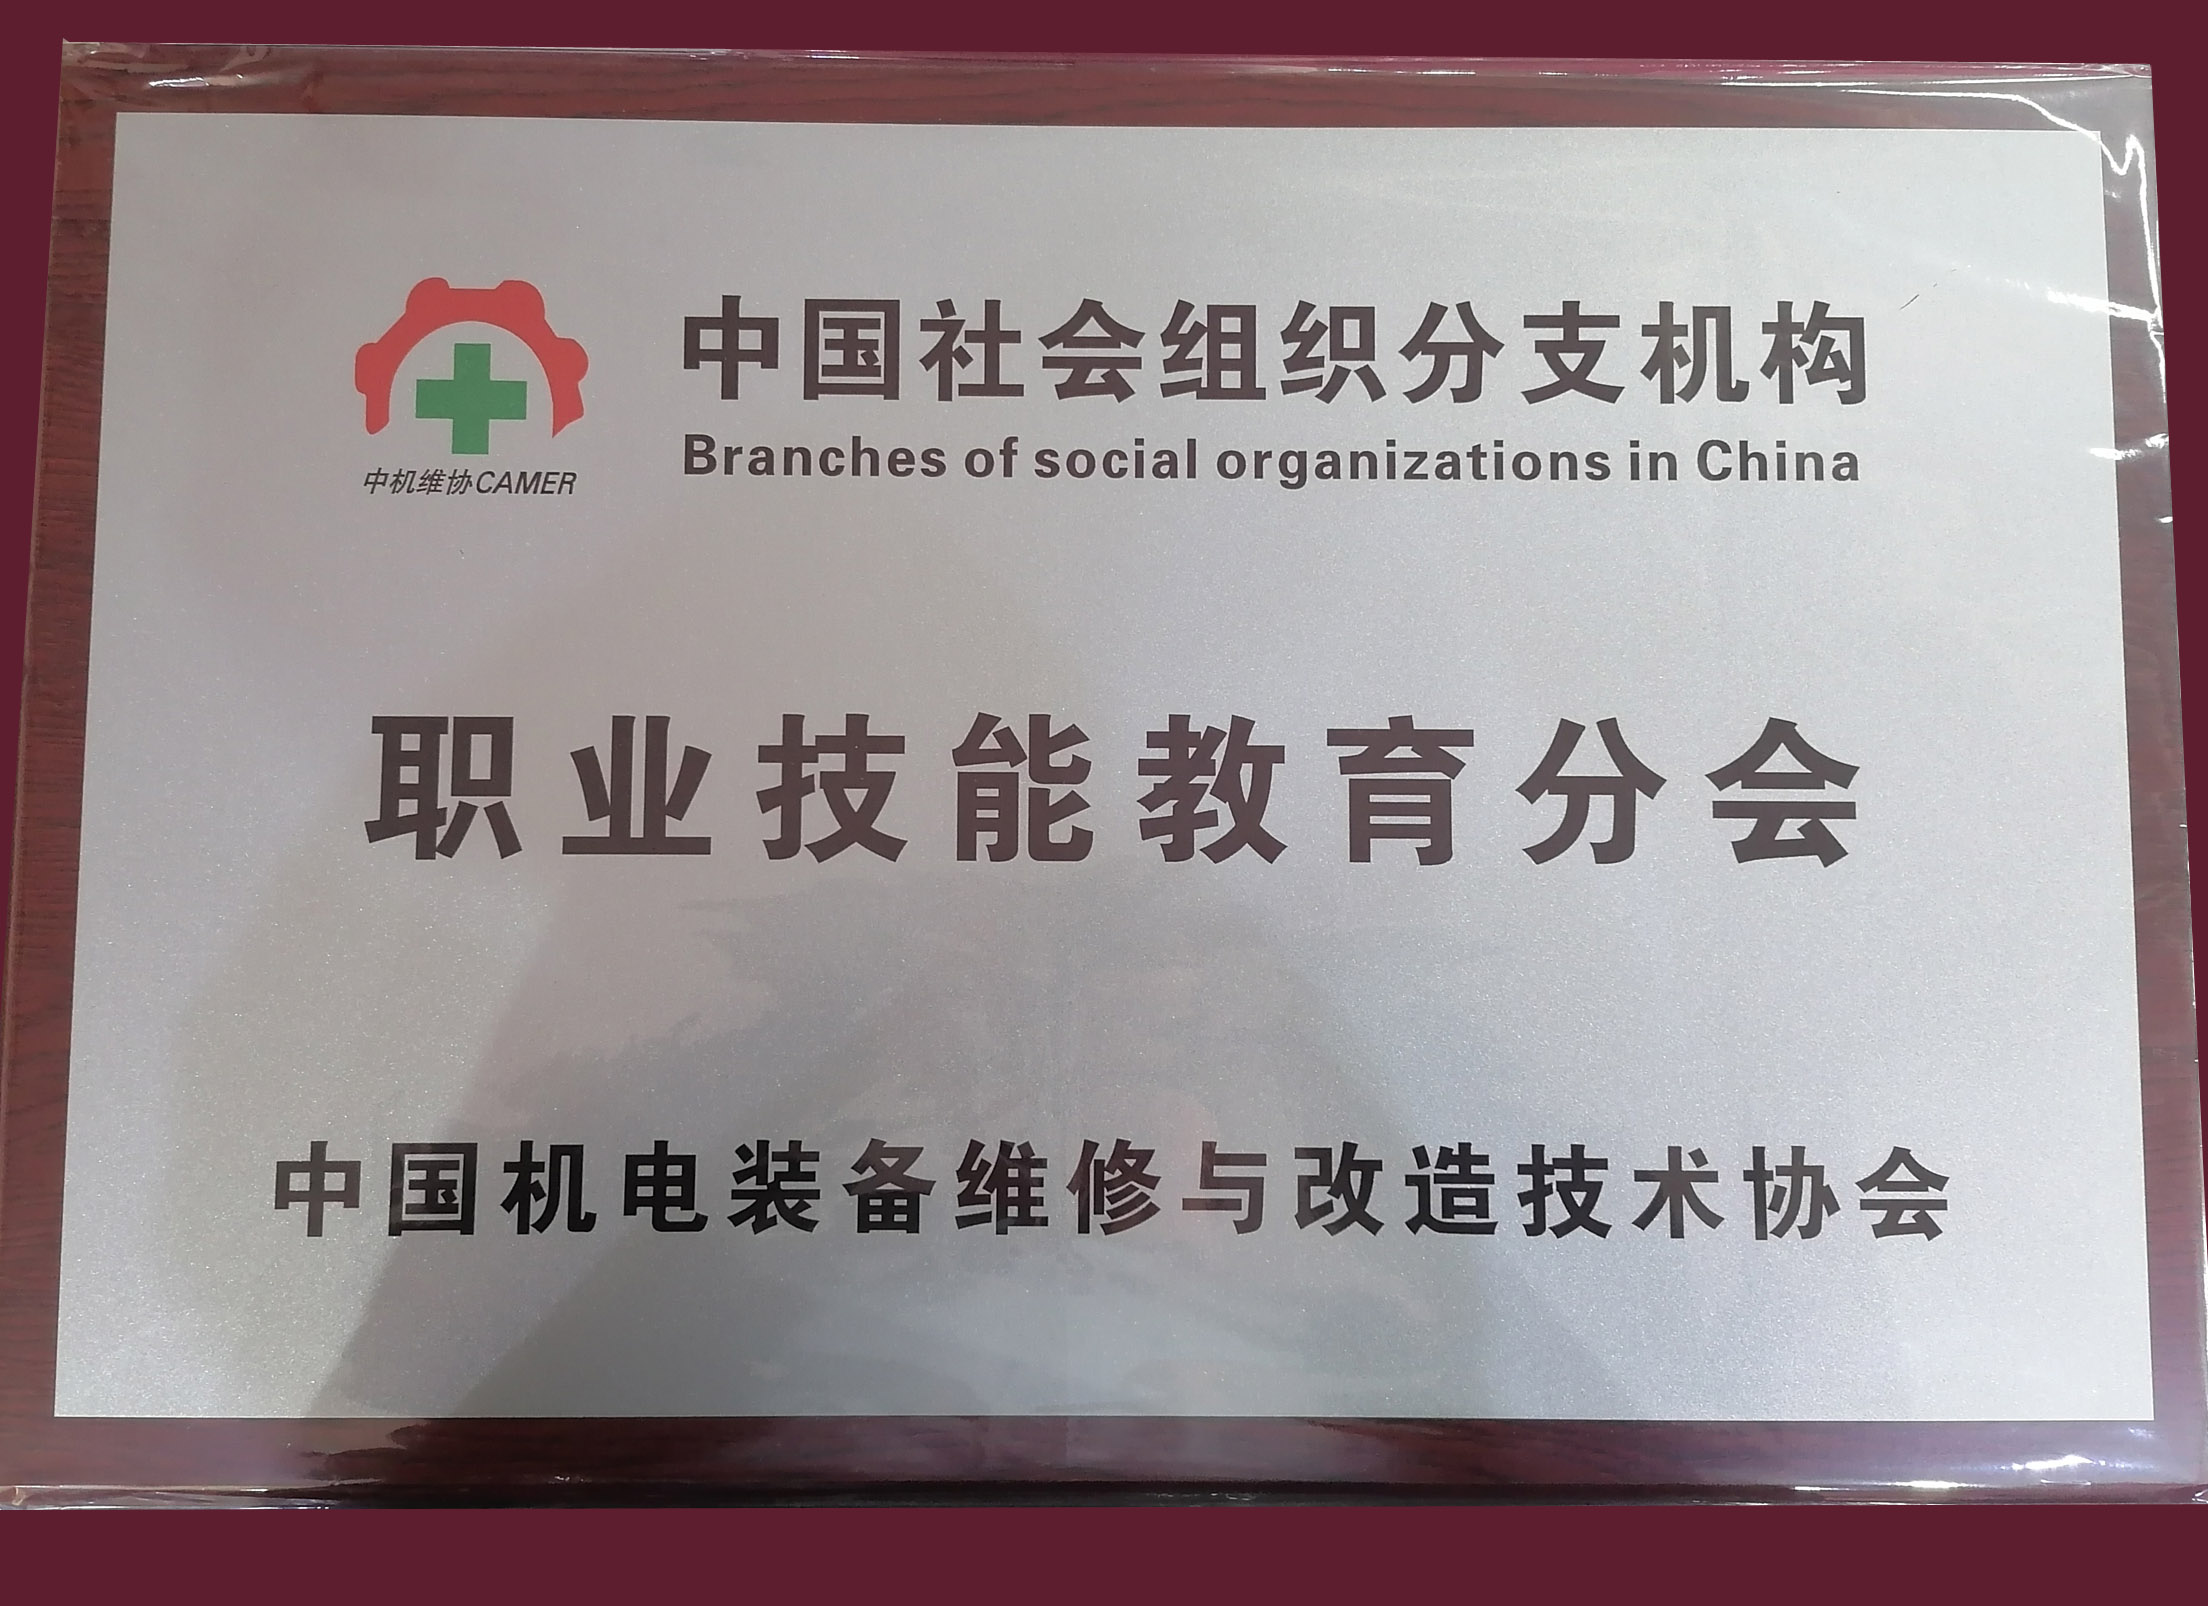 中国社会组织分支机构
Branches of social organizations in China
中机维协CAMER
职业技能教育分会
中国机电装备维修与改造技术协会